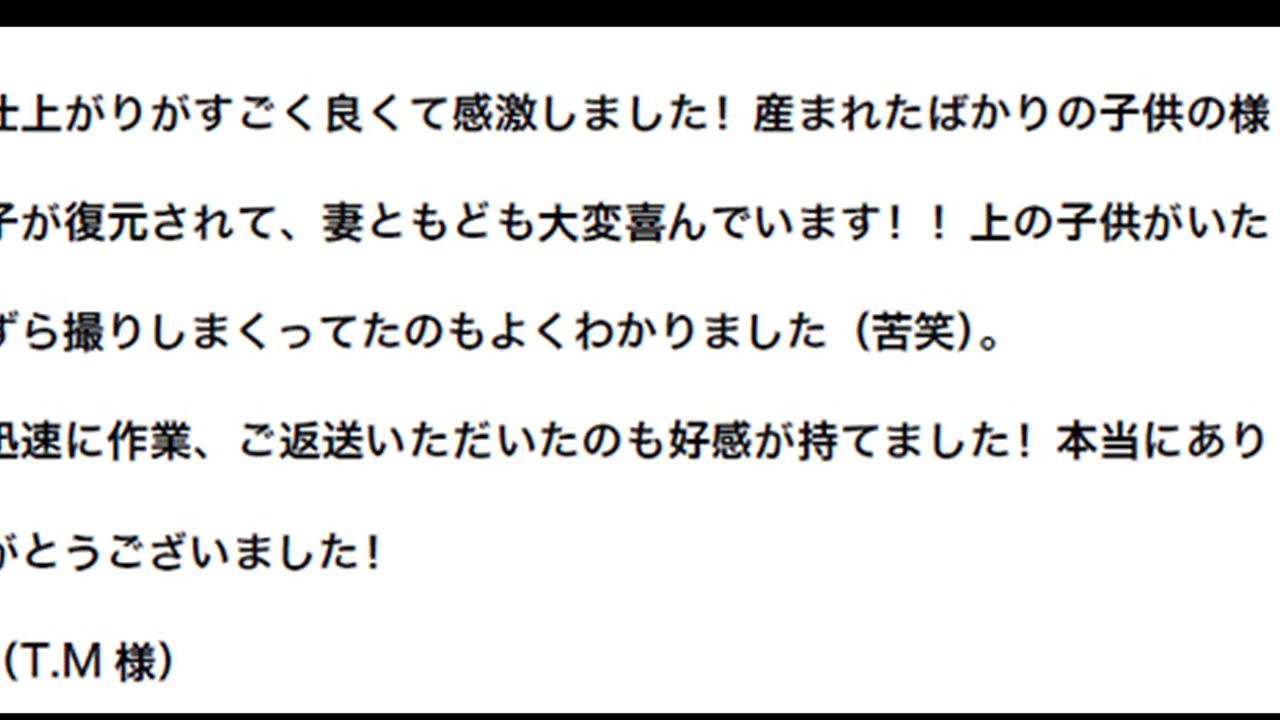 仕上がりがすごく良くて感激しました！産まれたばかりの子供の様
子が復元されて、妻ともども大変喜んでいます！！上の子供がいた
ずら撮りしまくってたのもよくわかりました（苦笑）。
迅速に作業、ご返送いただいたのも好感が持てました！本当にあり
がとうございました！
（T.M 様）